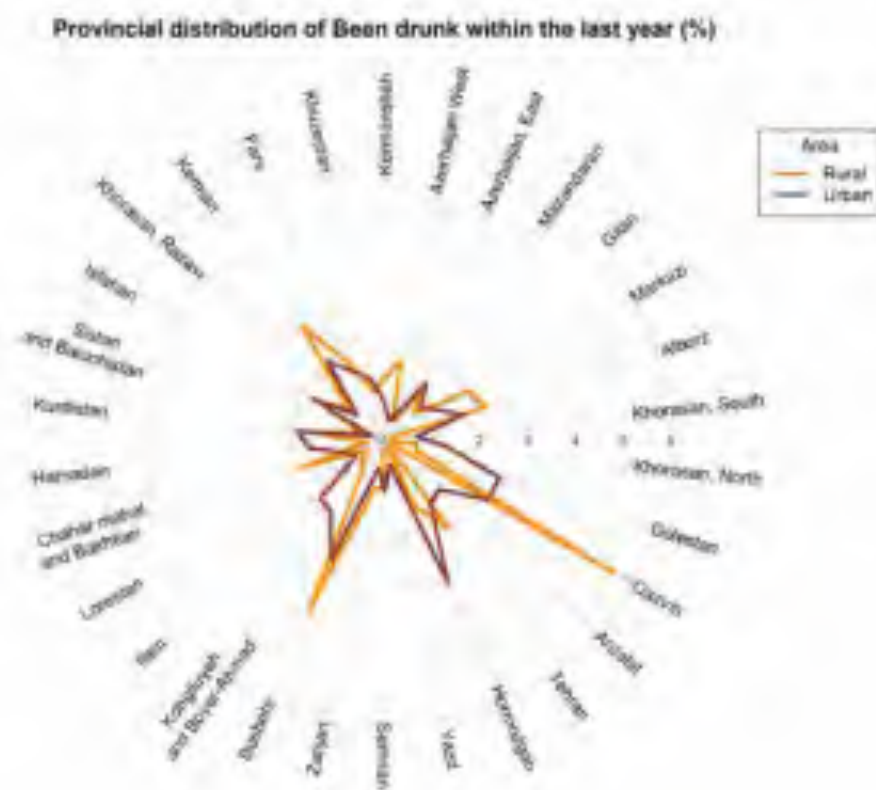 Provincial distribution of Been drunk within the last year (%)
Area
Rural
Urban
Kermanshah
Azerbaijan West
Azerbaijan, East
Mazandaran
Gilan
Markazi
Alborz
Khorasan, South
Khorasan, North
Golestan
Qazvin
Ardabil
Tehran
Hormozgan
Yazd
Semnan
Zanjan
Bushehr
Kohgiluyeh
and Boyer-Ahmad
Ilam
Lorestan
Chahar mahal
and Bakhtiari
Hamadan
Kurdistan
Sistan
and Baluchistan
Isfahan
Khorasan, Razavi
Kerman
Fars
Khuzestan
2 3 4 5 6